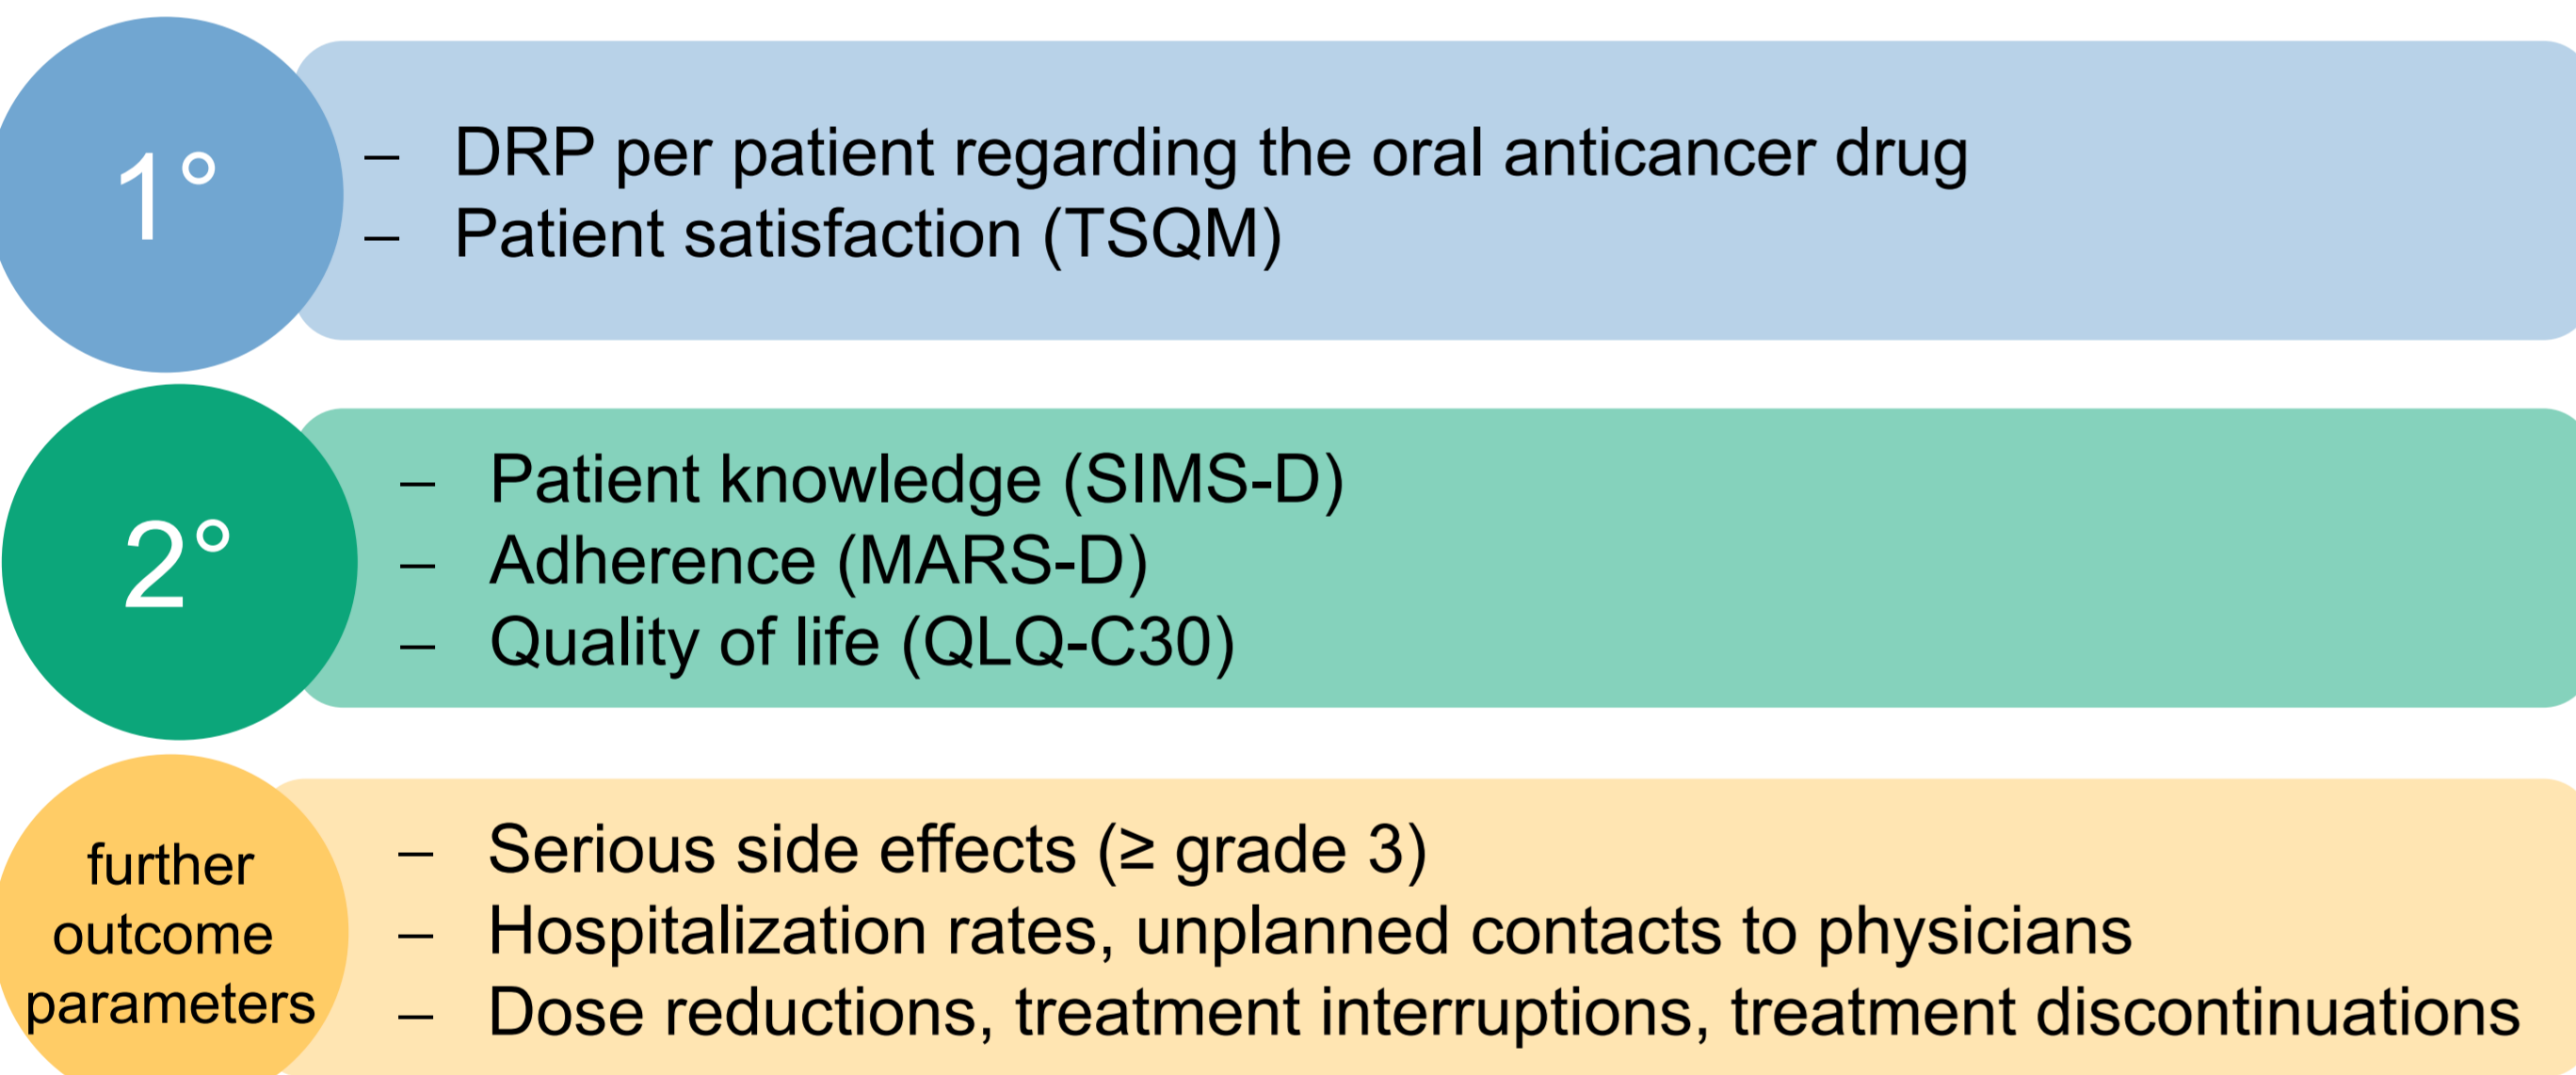 1°
– DRP per patient regarding the oral anticancer drug
– Patient satisfaction (TSQM)
2°
– Patient knowledge (SIMS-D)
– Adherence (MARS-D)
– Quality of life (QLQ-C30)
further
outcome
parameters
– Serious side effects (≥ grade 3)
– Hospitalization rates, unplanned contacts to physicians
– Dose reductions, treatment interruptions, treatment discontinuations